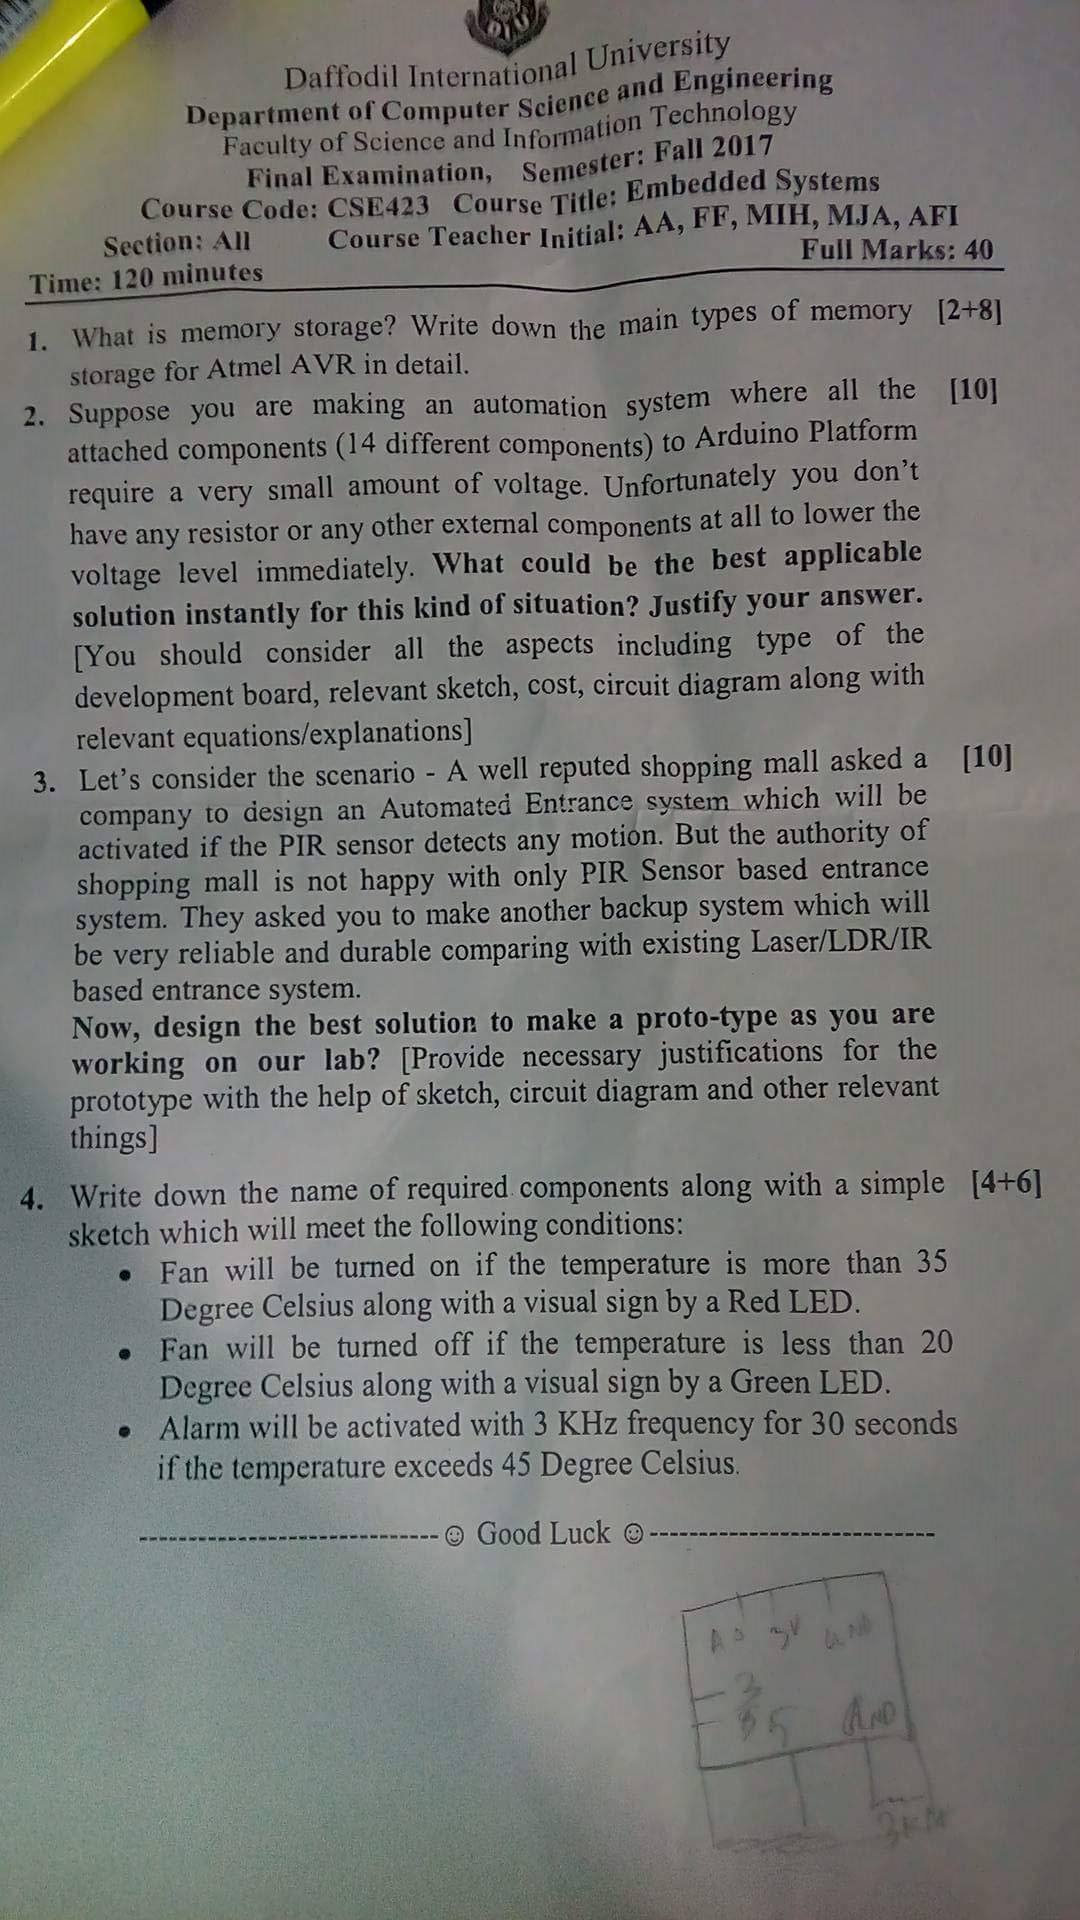 DIU
Daffodil International University
Department of Computer Science and Engineering
Faculty of Science and Information Technology
Final Examination, Semester: Fall 2017
Course Code: CSE423 Course Title: Embedded Systems
Section: All Course Teacher Initial: AA, FF, MIH, MJA, AFI
Time: 120 minutes Full Marks: 40
1. What is memory storage? Write down the main types of memory [2+8]
storage for Atmel AVR in detail.
2. Suppose you are making an automation system where all the [10]
attached components (14 different components) to Arduino Platform
require a very small amount of voltage. Unfortunately you don't
have any resistor or any other external components at all to lower the
voltage level immediately. What could be the best applicable
solution instantly for this kind of situation? Justify your answer.
[You should consider all the aspects including type of the
development board, relevant sketch, cost, circuit diagram along with
relevant equations/explanations]
3. Let's consider the scenario - A well reputed shopping mall asked a [10]
company to design an Automated Entrance system which will be
activated if the PIR sensor detects any motion. But the authority of
shopping mall is not happy with only PIR Sensor based entrance
system. They asked you to make another backup system which will
be very reliable and durable comparing with existing Laser/LDR/IR
based entrance system.
Now, design the best solution to make a proto-type as you are
working on our lab? [Provide necessary justifications for the
prototype with the help of sketch, circuit diagram and other relevant
things]
4. Write down the name of required components along with a simple [4+6]
sketch which will meet the following conditions:
• Fan will be turned on if the temperature is more than 35
Degree Celsius along with a visual sign by a Red LED.
• Fan will be turned off if the temperature is less than 20
Degree Celsius along with a visual sign by a Green LED.
• Alarm will be activated with 3 KHz frequency for 30 seconds
if the temperature exceeds 45 Degree Celsius.
-----------------------------☺ Good Luck ☺---------------------------
3V GND
3
5 GND